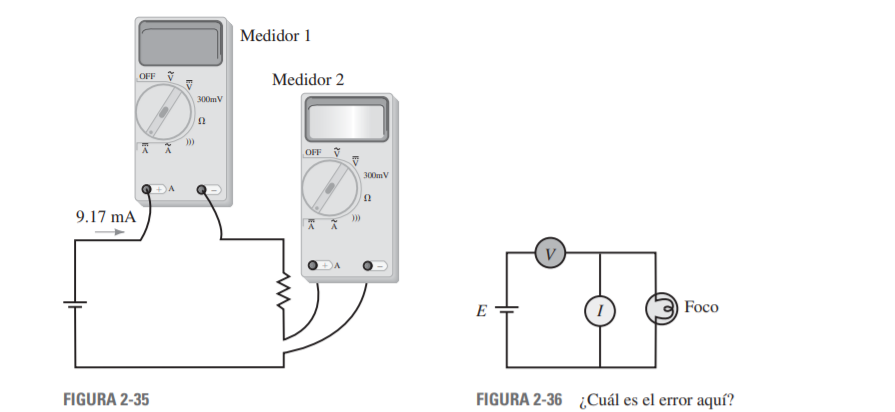 Medidor 1
OFF
Ṽ
V
300mV
Ω
)))
A
Ã
+ A
−
Medidor 2
OFF
Ṽ
V
300mV
Ω
)))
A
Ã
+ A
−
9.17 mA
V
E
I
Foco
FIGURA 2-35
FIGURA 2-36 ¿Cuál es el error aquí?